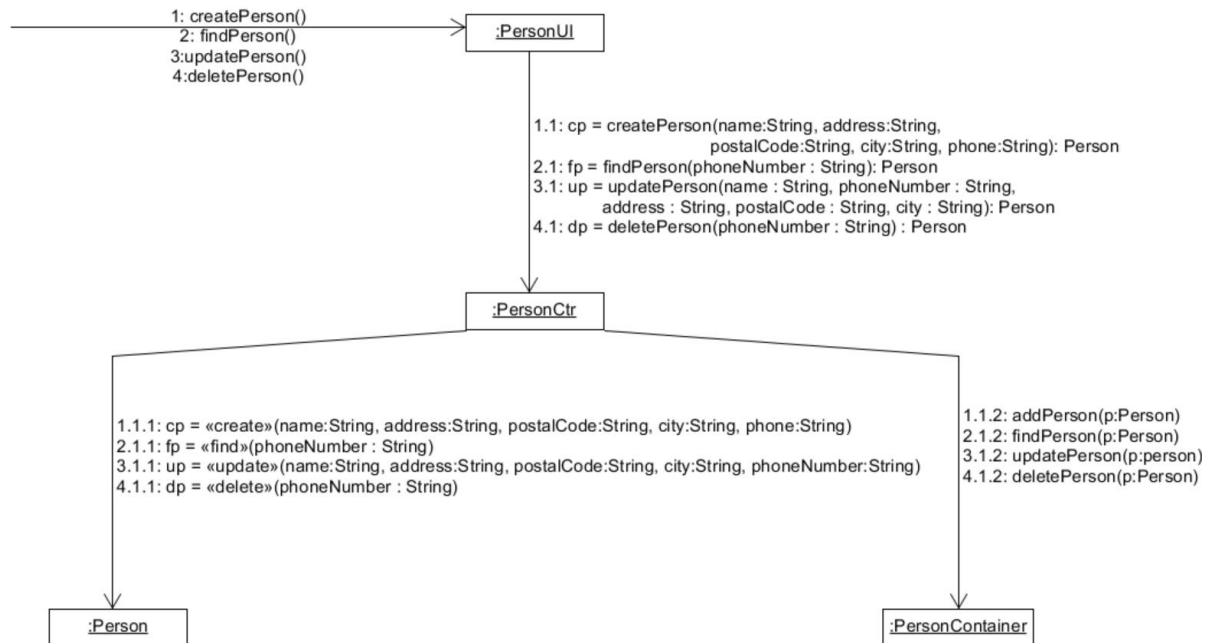 1: createPerson()
2: findPerson()
3:updatePerson()
4:deletePerson()
:PersonUI
1.1: cp = createPerson(name:String, address:String,
postalCode:String, city:String, phone:String): Person
2.1: fp = findPerson(phoneNumber : String): Person
3.1: up = updatePerson(name : String, phoneNumber : String,
address : String, postalCode : String, city : String): Person
4.1: dp = deletePerson(phoneNumber : String) : Person
:PersonCtr
1.1.1: cp = «create»(name:String, address:String, postalCode:String, city:String, phone:String)
2.1.1: fp = «find»(phoneNumber : String)
3.1.1: up = «update»(name:String, address:String, postalCode:String, city:String, phoneNumber:String)
4.1.1: dp = «delete»(phoneNumber : String)
1.1.2: addPerson(p:Person)
2.1.2: findPerson(p:Person)
3.1.2: updatePerson(p:person)
4.1.2: deletePerson(p:Person)
:Person
:PersonContainer